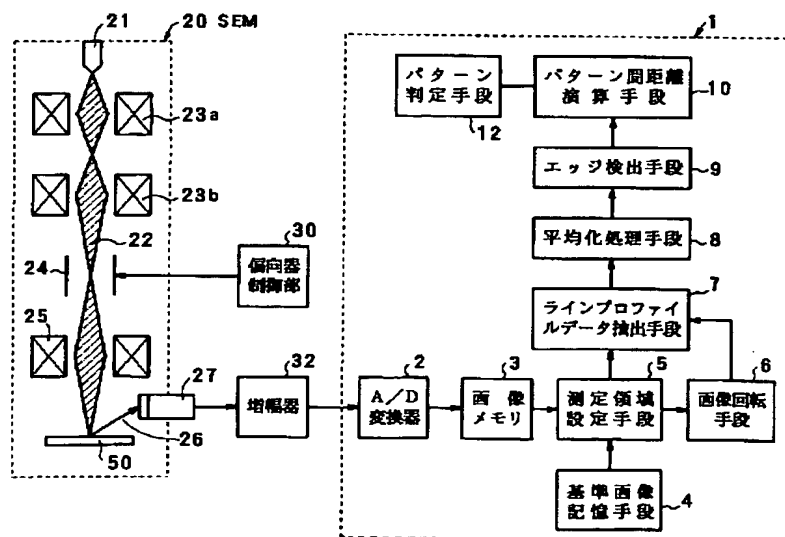 21
20 SEM
23a
23b
22
24
30
偏向器
制御部
25
27
26
50
32
増幅器
1
パターン
判定手段
12
パターン間距離
演算手段
10
エッジ検出手段
9
平均化処理手段
8
7
ラインプロファイ
ルデータ抽出手段
2
A/D
変換器
3
画像
メモリ
5
測定領域
設定手段
6
画像回転
手段
基準画像
記憶手段
4